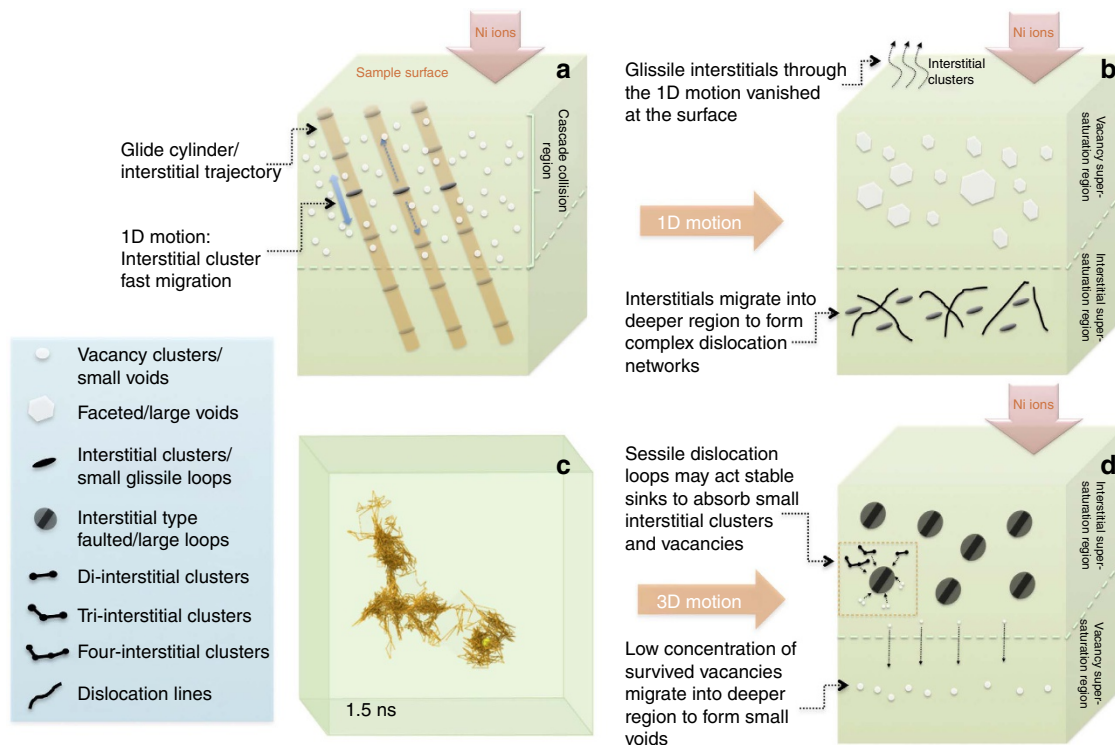 Ni ions
Sample surface
a
Glide cylinder/
interstitial trajectory
1D motion:
Interstitial cluster
fast migration
Cascade collision
region
Ni ions
b
Glissile interstitials through
the 1D motion vanished
at the surface
Interstitial
clusters
1D motion
Interstitials migrate into
deeper region to form
complex dislocation
networks
Vacancy super-
saturation region
Interstitial super-
saturation region
Vacancy clusters/
small voids
Faceted/large voids
Interstitial clusters/
small glissile loops
Interstitial type
faulted/large loops
Di-interstitial clusters
Tri-interstitial clusters
Four-interstitial clusters
Dislocation lines
c
1.5 ns
Ni ions
d
Sessile dislocation
loops may act stable
sinks to absorb small
interstitial clusters
and vacancies
3D motion
Low concentration of
survived vacancies
migrate into deeper
region to form small
voids
Interstitial super-
saturation region
Vacancy super-
saturation region